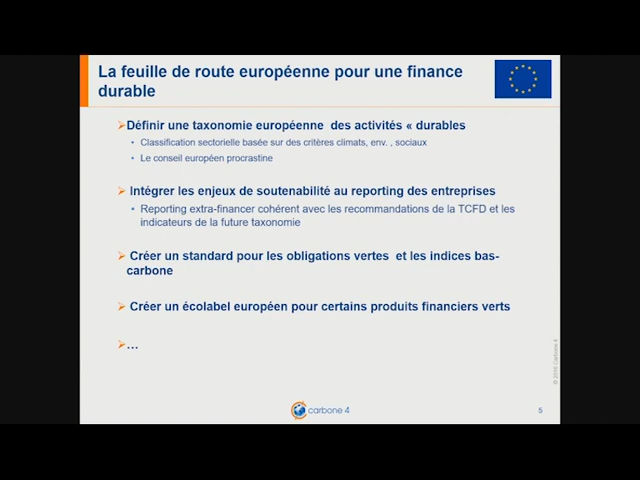 La feuille de route européenne pour une finance
durable
➢Définir une taxonomie européenne des activités « durables
• Classification sectorielle basée sur des critères climats, env. , sociaux
• Le conseil européen procrastine
➢ Intégrer les enjeux de soutenabilité au reporting des entreprises
• Reporting extra-financer cohérent avec les recommandations de la TCFD et les
indicateurs de la future taxonomie
➢ Créer un standard pour les obligations vertes et les indices bas-
carbone
➢ Créer un écolabel européen pour certains produits financiers verts
➢...
carbone 4
5